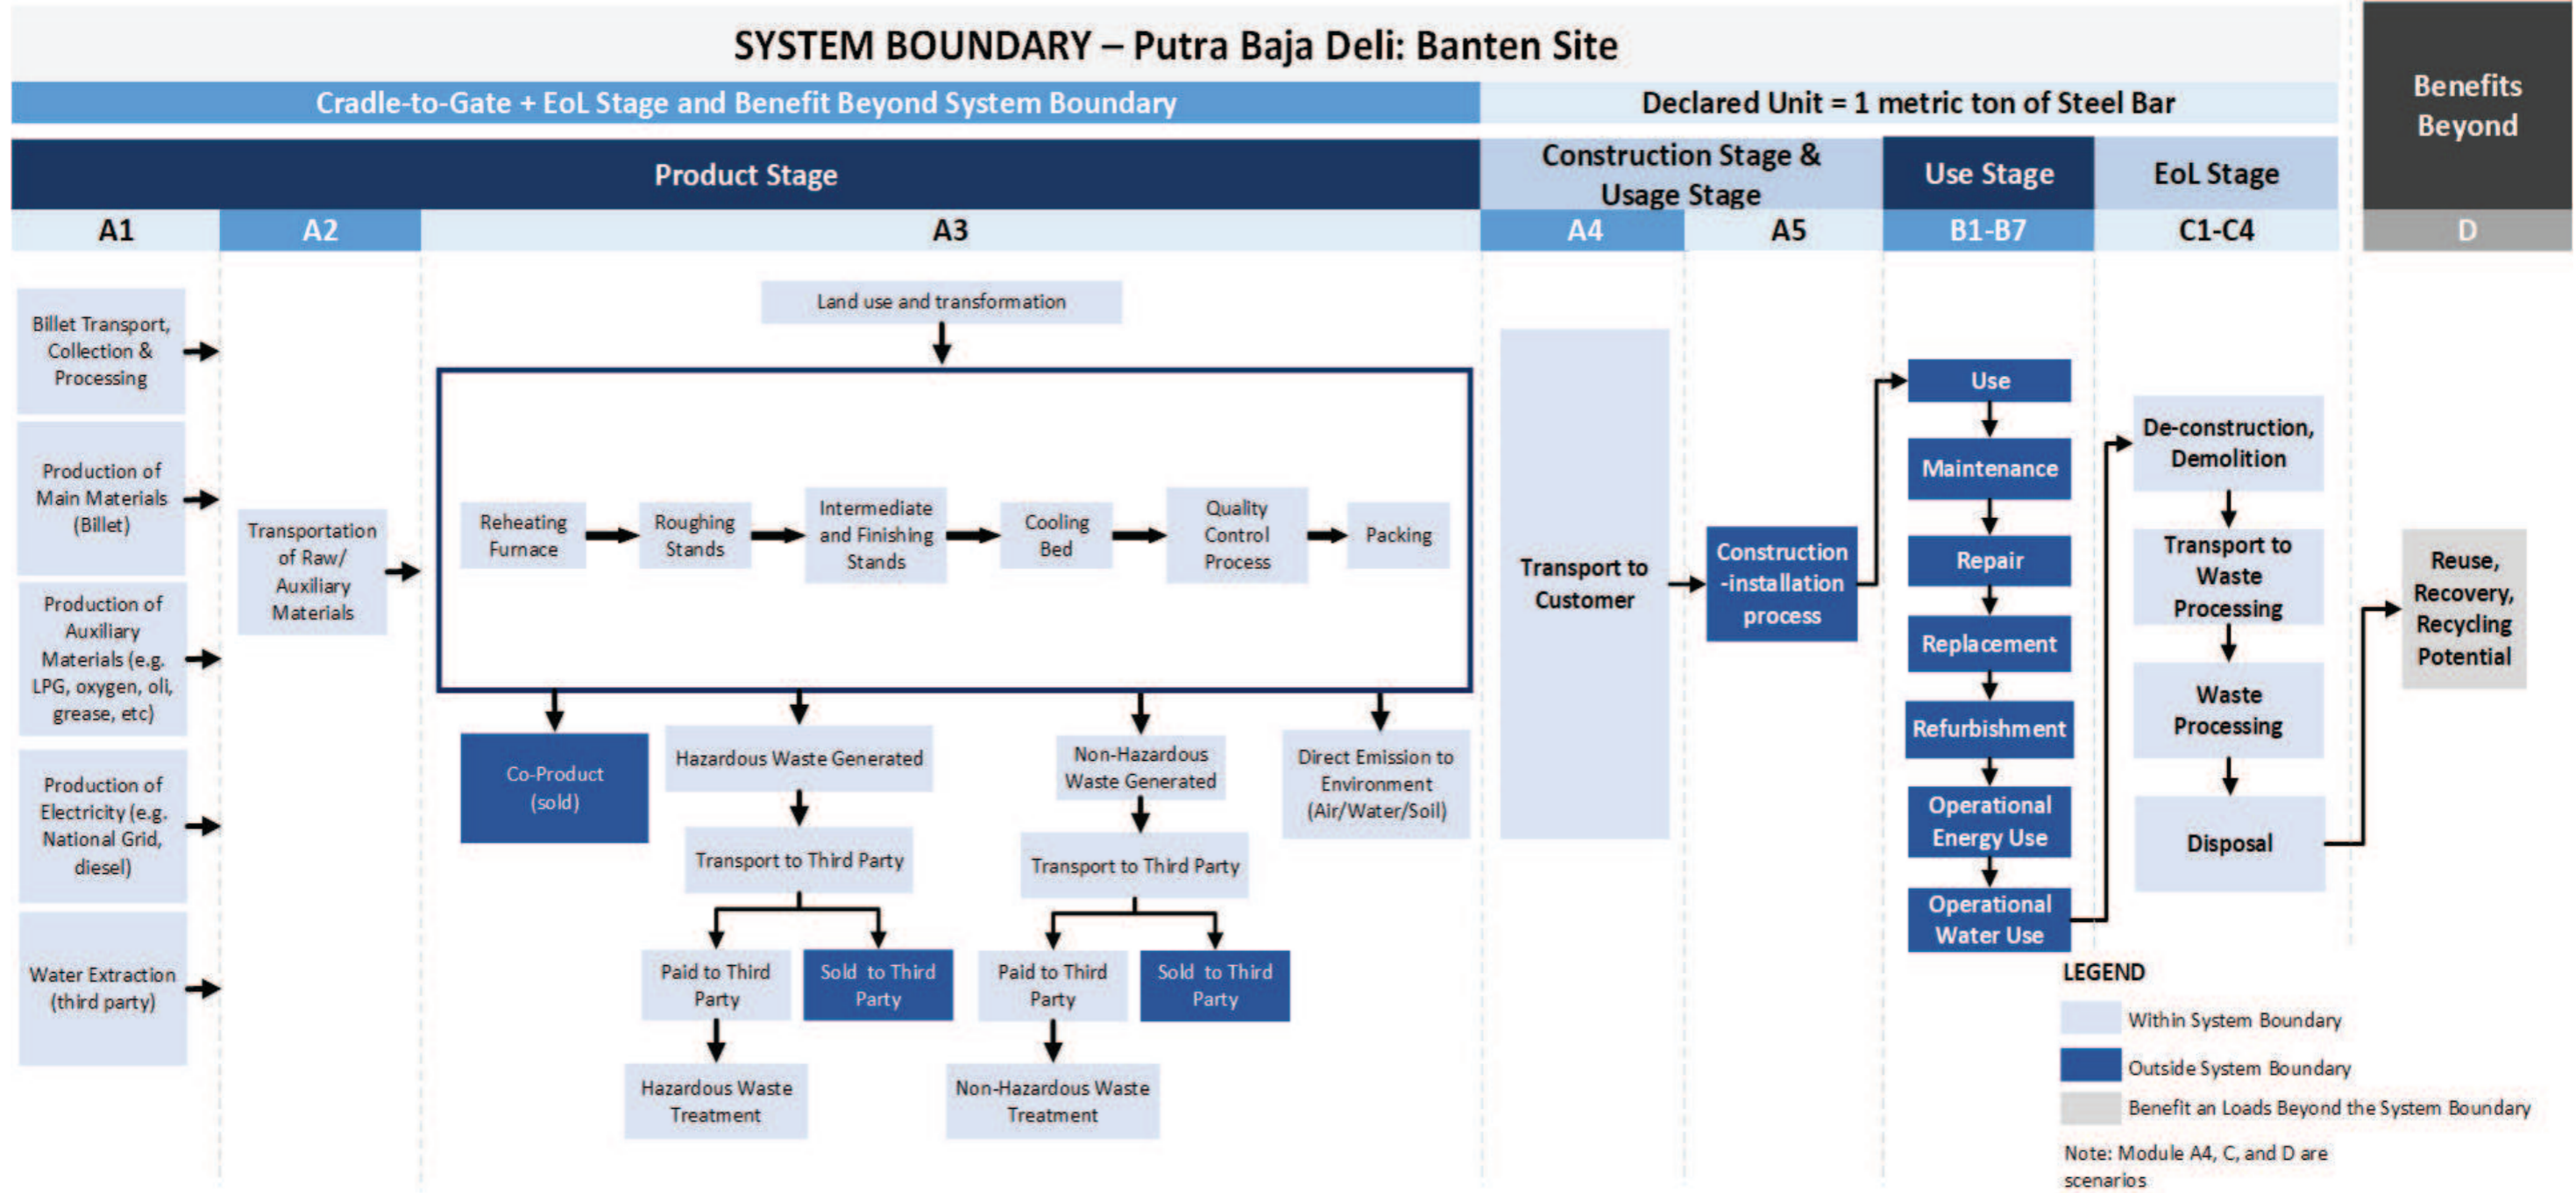 SYSTEM BOUNDARY – Putra Baja Deli: Banten Site
Benefits
Beyond
Cradle-to-Gate + EoL Stage and Benefit Beyond System Boundary
Declared Unit = 1 metric ton of Steel Bar
Product Stage
Construction Stage &
Usage Stage
Use Stage
EoL Stage
A1
A2
A3
A4
A5
B1-B7
C1-C4
D
Billet Transport,
Collection &
Processing
Production of
Main Materials
(Billet)
Production of
Auxiliary
Materials (e.g.
LPG, oxygen, oli,
grease, etc)
Production of
Electricity (e.g.
National Grid,
diesel)
Water Extraction
(third party)
Transportation
of Raw/
Auxiliary
Materials
Land use and transformation
Reheating
Furnace
Roughing
Stands
Intermediate
and Finishing
Stands
Cooling
Bed
Quality
Control
Process
Packing
Co-Product
(sold)
Hazardous Waste Generated
Transport to Third Party
Paid to Third
Party
Sold to Third
Party
Hazardous Waste
Treatment
Non-Hazardous
Waste Generated
Transport to Third Party
Paid to Third
Party
Sold to Third
Party
Non-Hazardous Waste
Treatment
Direct Emission to
Environment
(Air/Water/Soil)
Transport to
Customer
Construction
-installation
process
Use
Maintenance
Repair
Replacement
Refurbishment
Operational
Energy Use
Operational
Water Use
De-construction,
Demolition
Transport to
Waste
Processing
Waste
Processing
Disposal
Reuse,
Recovery,
Recycling
Potential
LEGEND
Within System Boundary
Outside System Boundary
Benefit an Loads Beyond the System Boundary
Note: Module A4, C, and D are
scenarios